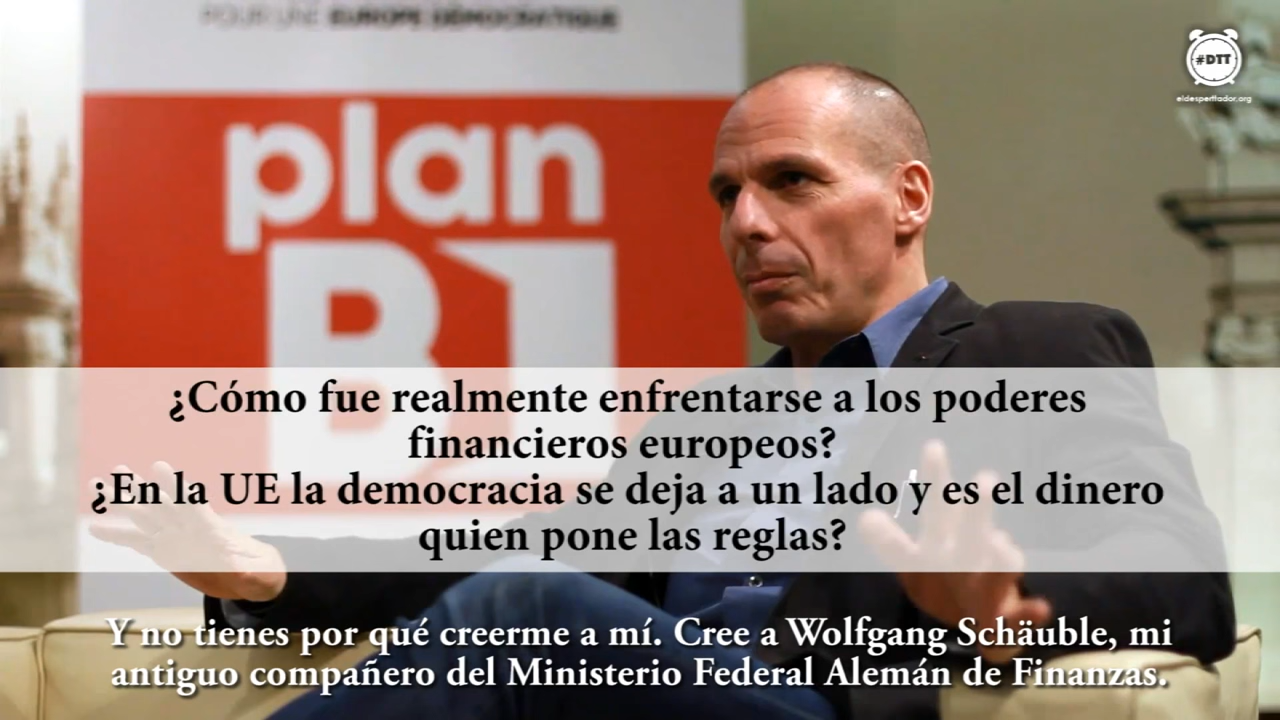 POUR UNE EUROPE DÉMOCRATIQUE
#DTT
eldesperttador.org
plan
B
¿Cómo fue realmente enfrentarse a los poderes
financieros europeos?
¿En la UE la democracia se deja a un lado y es el dinero
quien pone las reglas?
Y no tienes por qué creerme a mí. Cree a Wolfgang Schäuble, mi
antiguo compañero del Ministerio Federal Alemán de Finanzas.